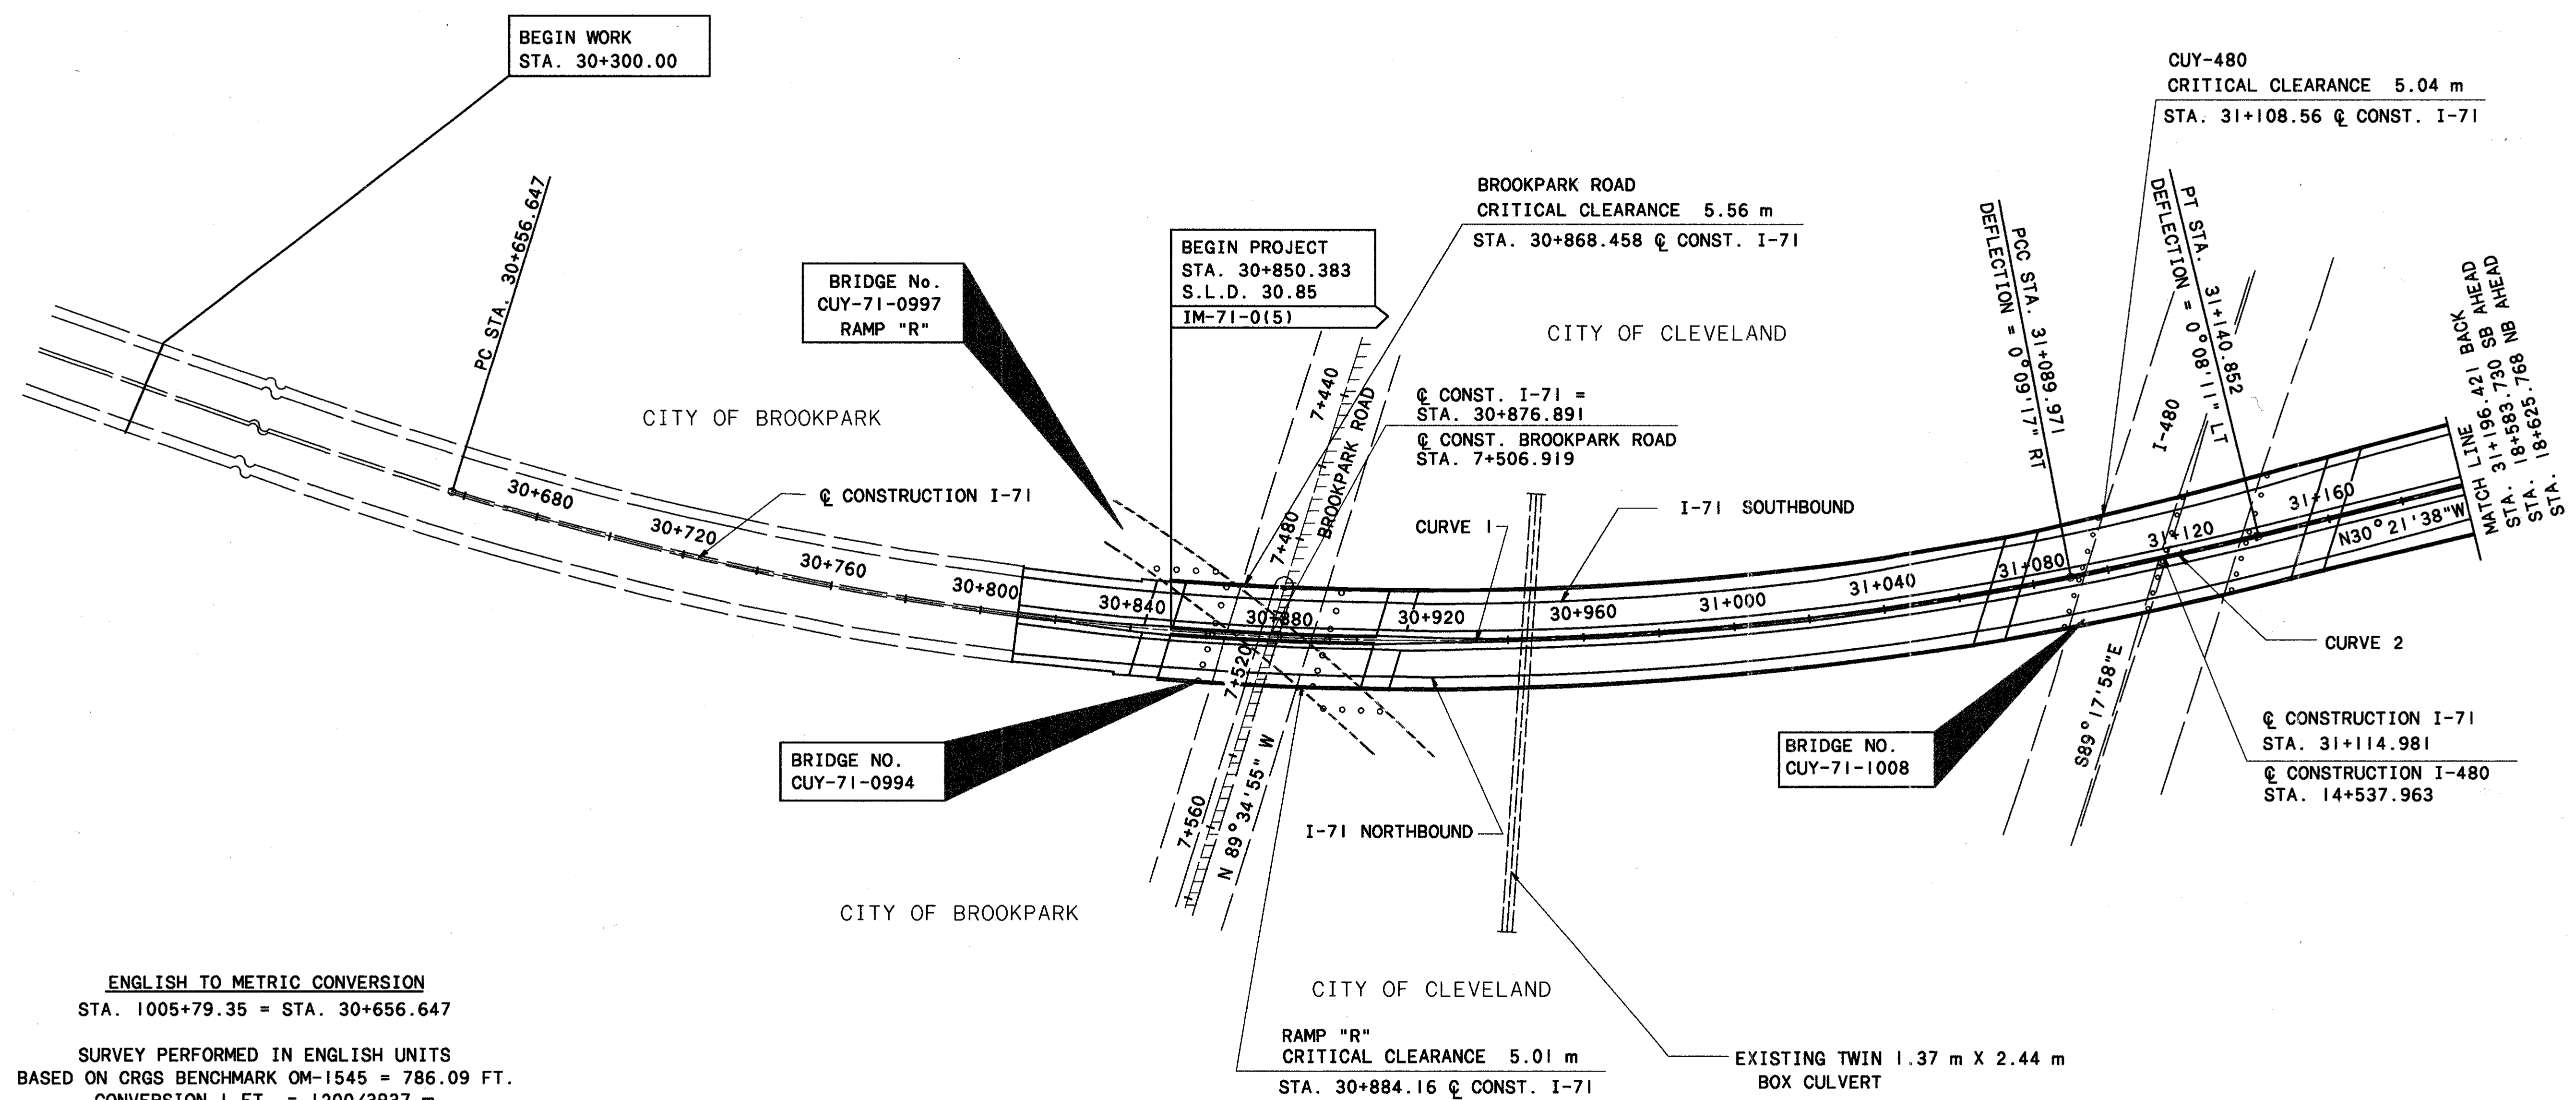 BEGIN WORK
STA. 30+300.00
PC STA. 30+656.647
CITY OF BROOKPARK
BRIDGE No.
CUY-71-0997
RAMP "R"
BEGIN PROJECT
STA. 30+850.383
S.L.D. 30.85
IM-71-0(5)
BROOKPARK ROAD
CRITICAL CLEARANCE 5.56 m
STA. 30+868.458 ℄ CONST. I-71
CITY OF CLEVELAND
℄ CONST. I-71 =
STA. 30+876.891
℄ CONST. BROOKPARK ROAD
STA. 7+506.919
CUY-480
CRITICAL CLEARANCE 5.04 m
STA. 31+108.56 ℄ CONST. I-71
PCC STA. 31+089.971
DEFLECTION = 0°09'17" RT
PT STA. 31+140.852
DEFLECTION = 0°08'11" LT
I-480
MATCH LINE
STA. 31+196.421 BACK
STA. 18+583.730 SB AHEAD
STA. 18+625.768 NB AHEAD
7+440
BROOKPARK ROAD
7+480
℄ CONSTRUCTION I-71
CURVE 1
I-71 SOUTHBOUND
30+680
30+720
30+760
30+800
30+840
30+880
30+920
30+960
31+000
31+040
31+080
31+120
31+160
N30°21'38"W
7+520
7+560
N 89°34'55" W
CURVE 2
S89°17'58"E
BRIDGE NO.
CUY-71-0994
BRIDGE NO.
CUY-71-1008
℄ CONSTRUCTION I-71
STA. 31+114.981
℄ CONSTRUCTION I-480
STA. 14+537.963
I-71 NORTHBOUND
CITY OF BROOKPARK
CITY OF CLEVELAND
RAMP "R"
CRITICAL CLEARANCE 5.01 m
STA. 30+884.16 ℄ CONST. I-71
EXISTING TWIN 1.37 m X 2.44 m
BOX CULVERT
ENGLISH TO METRIC CONVERSION
STA. 1005+79.35 = STA. 30+656.647
SURVEY PERFORMED IN ENGLISH UNITS
BASED ON CRGS BENCHMARK OM-1545 = 786.09 FT.
CONVERSION 1 FT. = 1200/3937 m